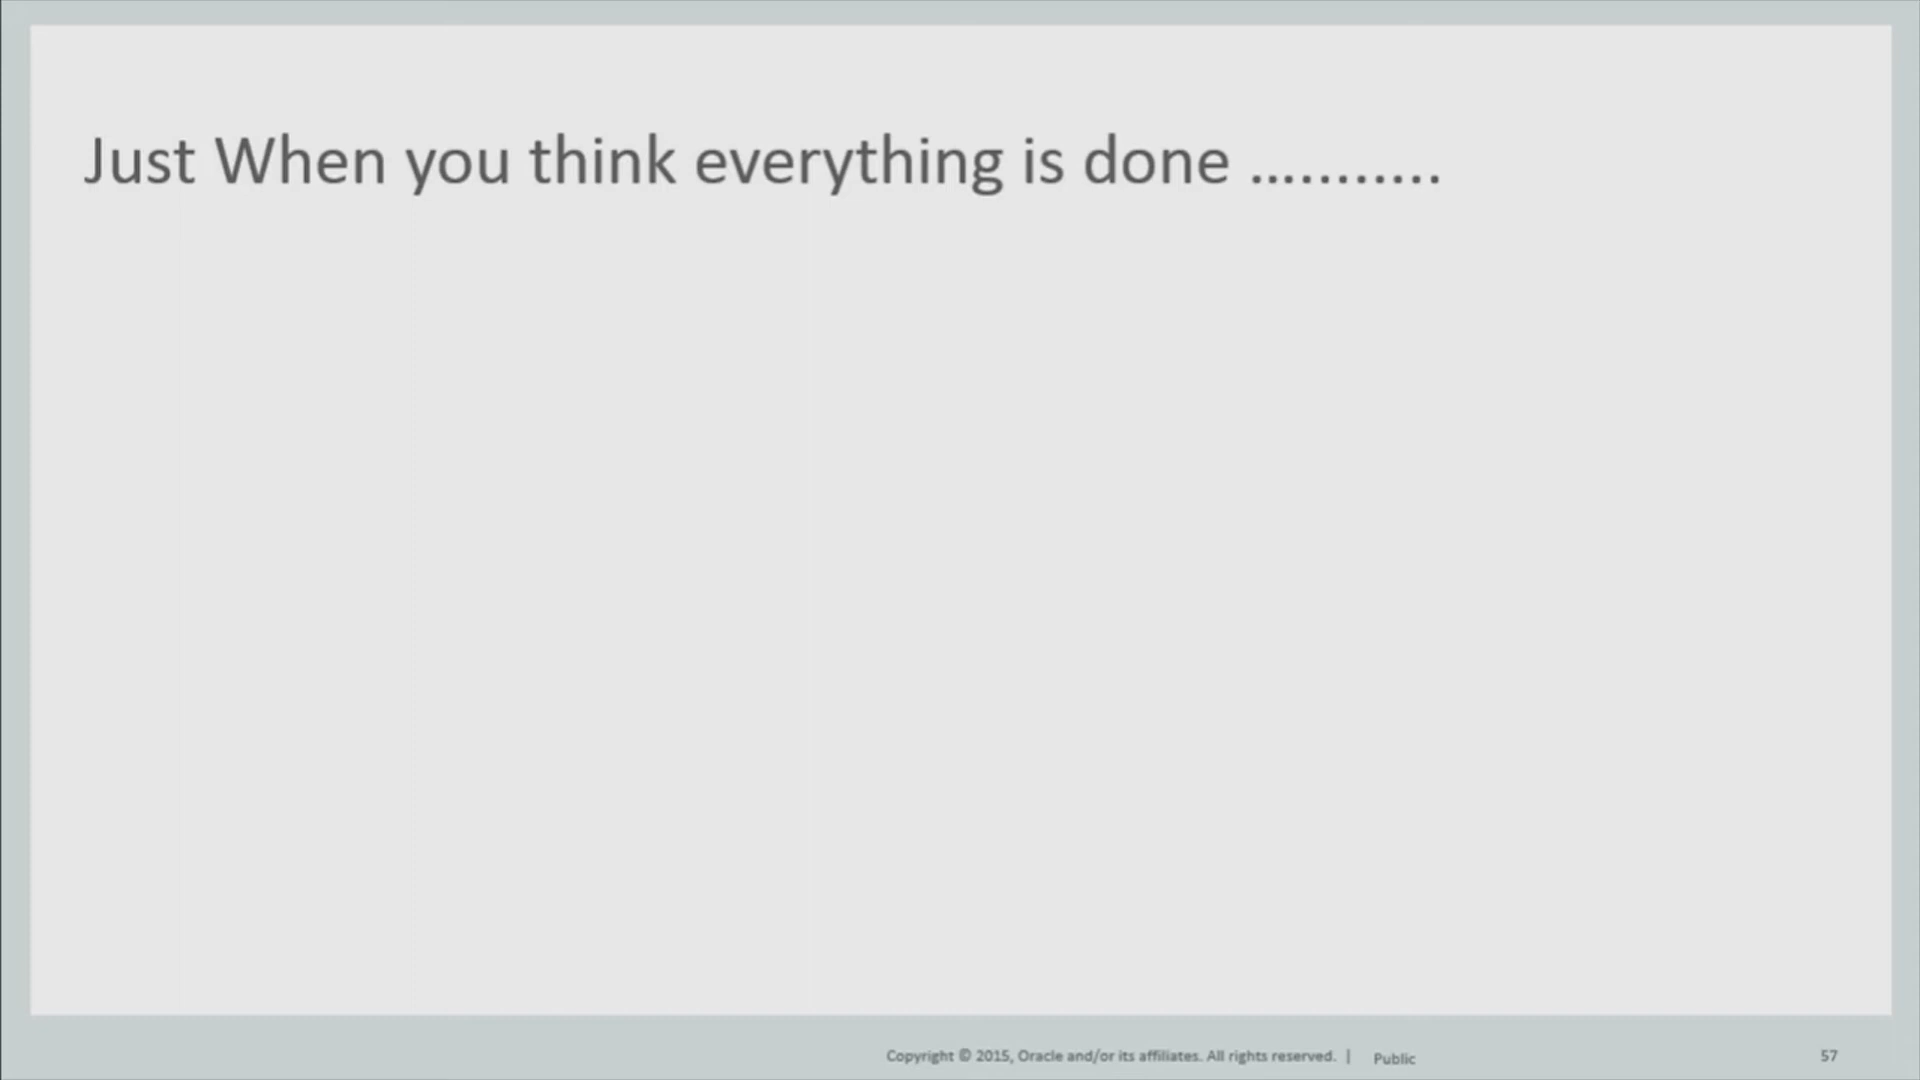 Just When you think everything is done ...........
Copyright © 2015, Oracle and/or its affiliates. All rights reserved. | Public 57